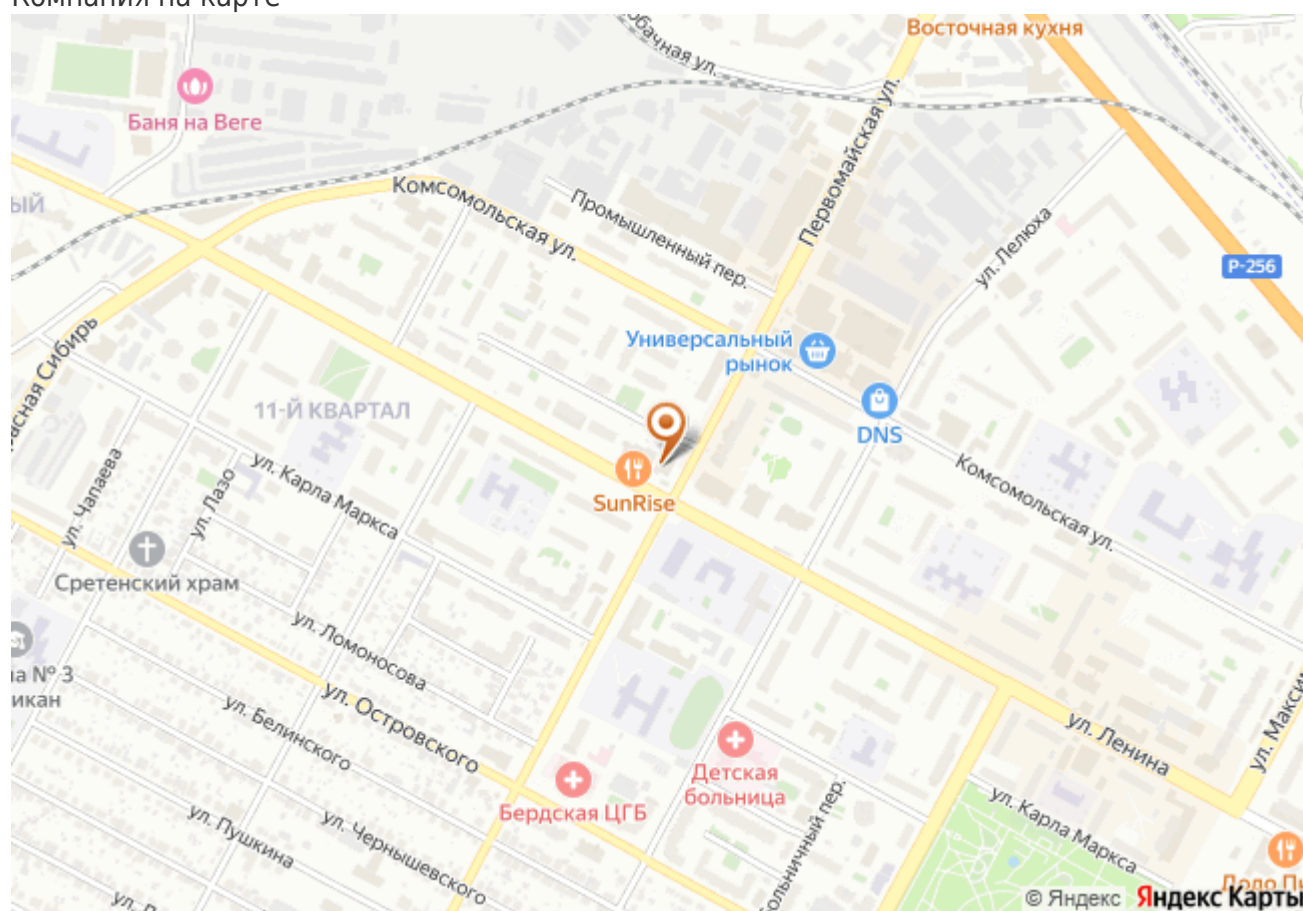 Компания на карте
Восточная кухня
Баня на Веге
Первомайская ул.
Комсомольская ул.
Промышленный пер.
ул. Лелюха
Р-256
Универсальный
рынок
DNS
11-Й КВАРТАЛ
SunRise
ул. Чапаева
ул. Лазо
ул. Карла Маркса
Комсомольская ул.
Сретенский храм
ул. Ломоносова
ул. Островского
ул. Белинского
ул. Ленина
Детская
больница
Бердская ЦГБ
ул. Пушкина
ул. Чернышевского
ул. Карла Маркса
© Яндекс Яндекс Карты